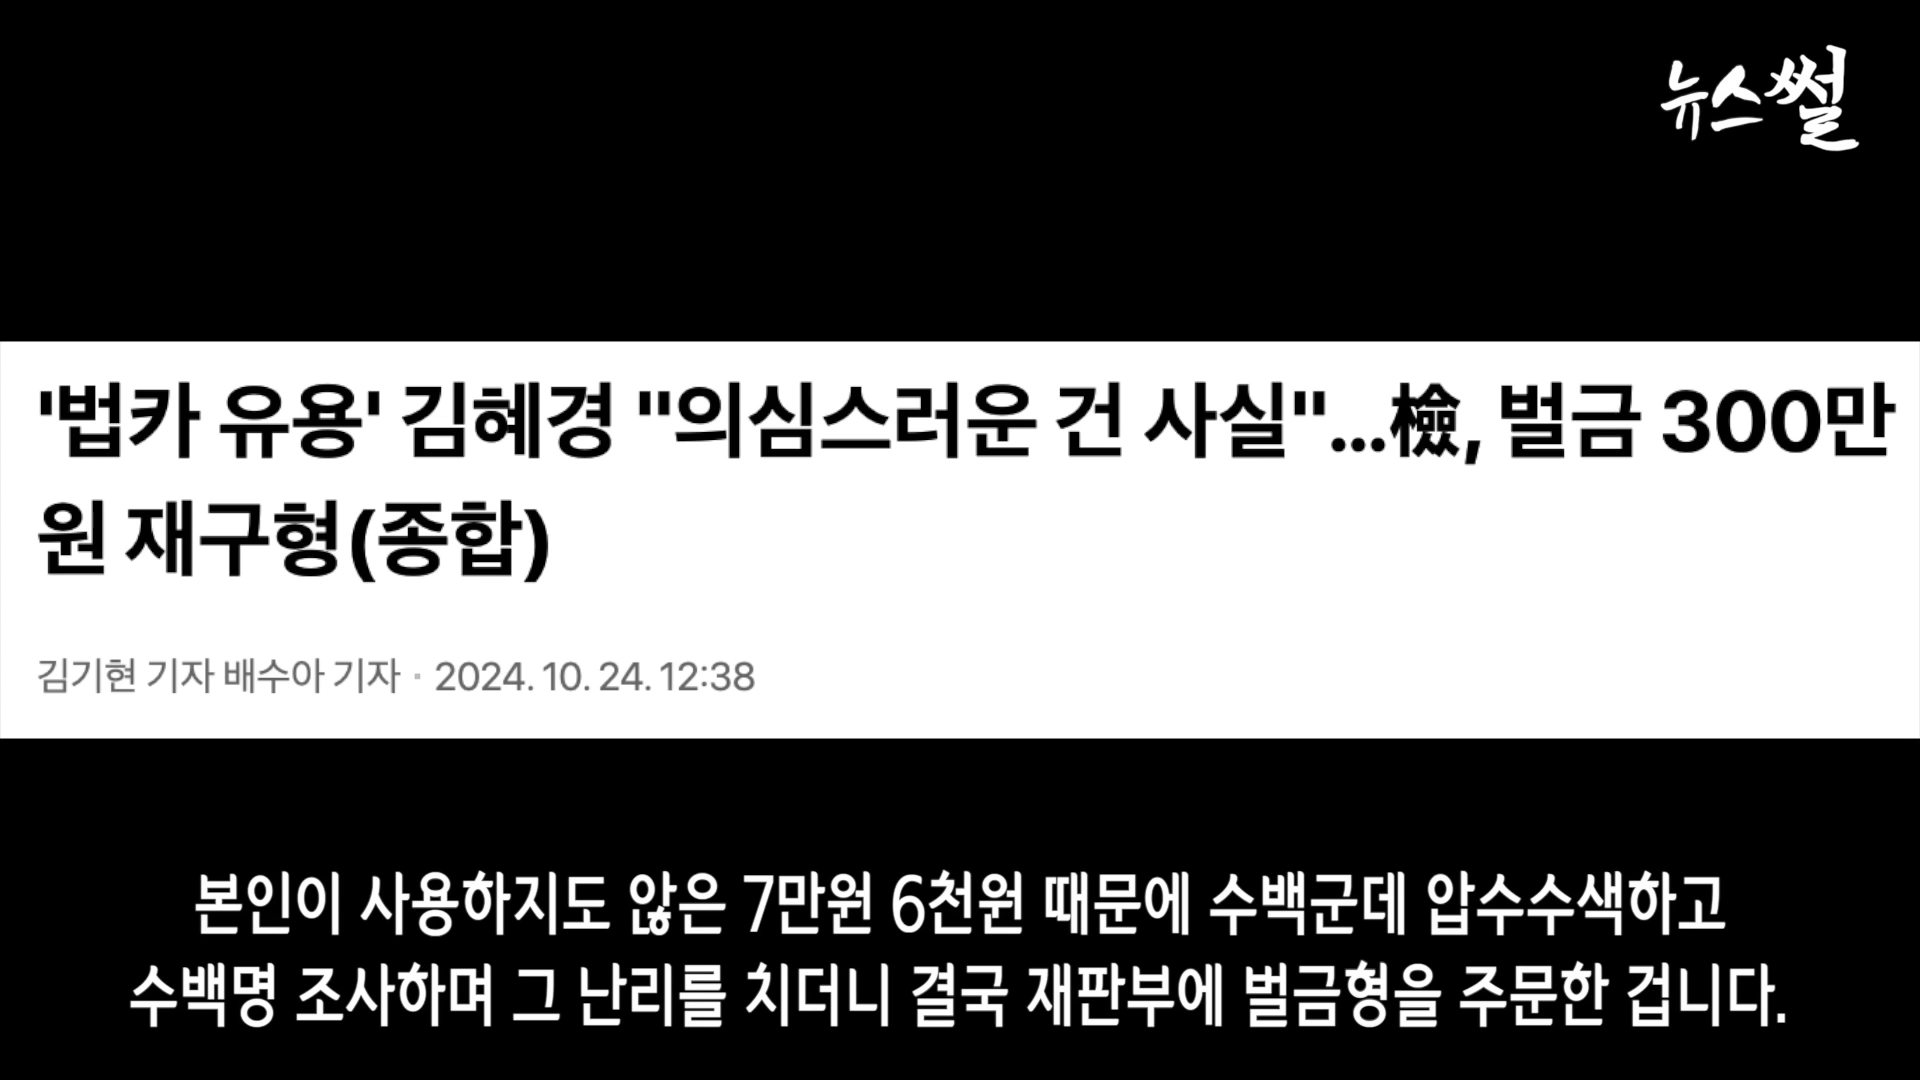 뉴스썰
'법카 유용' 김혜경 "의심스러운 건 사실"...檢, 벌금 300만
원 재구형(종합)
김기현 기자 배수아 기자 · 2024. 10. 24. 12:38
본인이 사용하지도 않은 7만원 6천원 때문에 수백군데 압수수색하고
수백명 조사하며 그 난리를 치더니 결국 재판부에 벌금형을 주문한 겁니다.